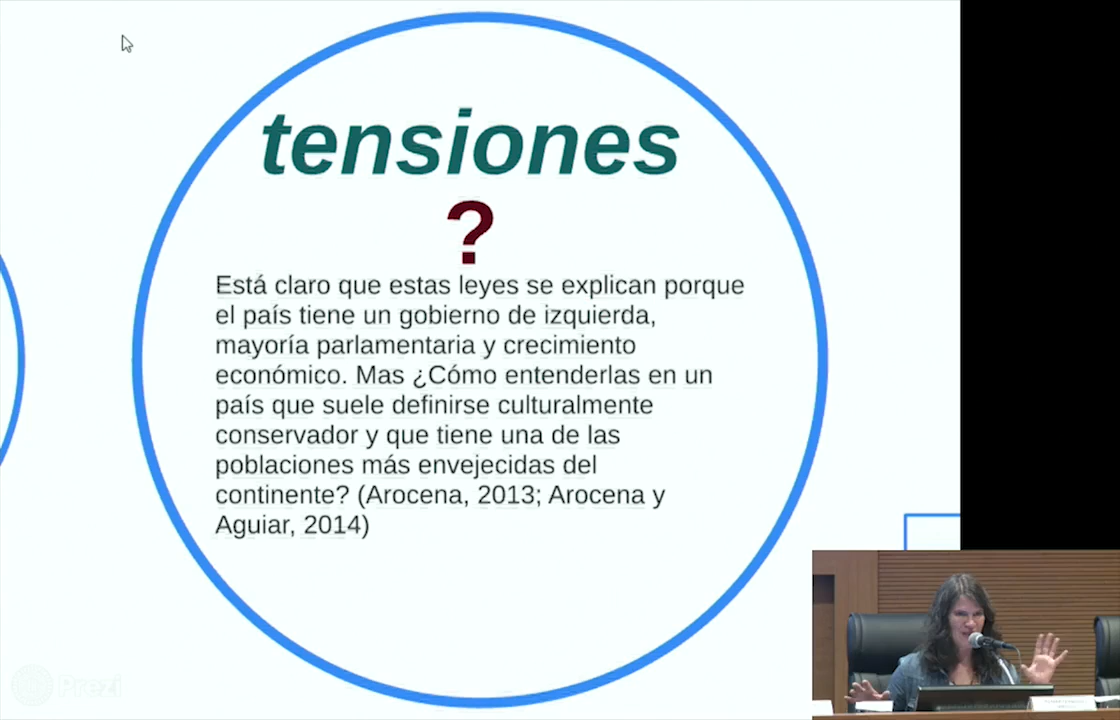 tensiones
?
Está claro que estas leyes se explican porque
el país tiene un gobierno de izquierda,
mayoría parlamentaria y crecimiento
económico. Mas ¿Cómo entenderlas en un
país que suele definirse culturalmente
conservador y que tiene una de las
poblaciones más envejecidas del
continente? (Arocena, 2013; Arocena y
Aguiar, 2014)
Prezi